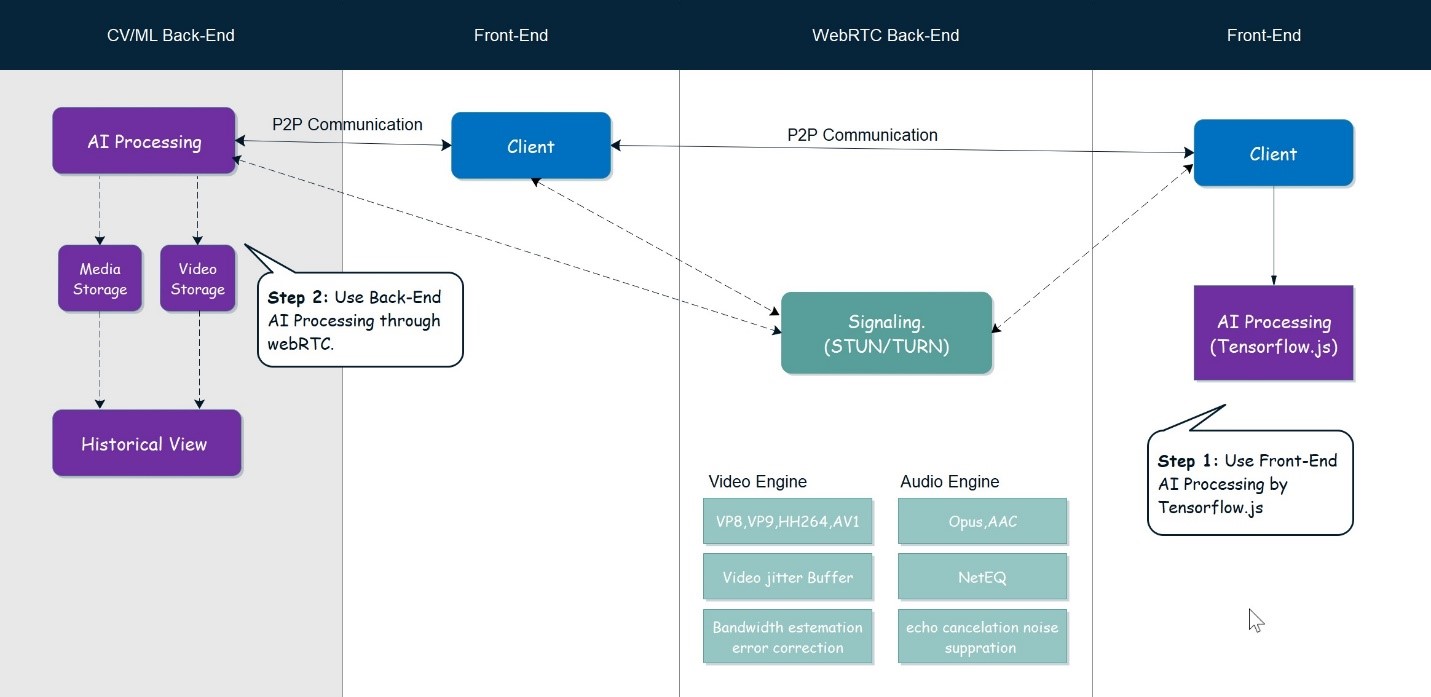 CV/ML Back-End
Front-End
WebRTC Back-End
Front-End
AI Processing
P2P Communication
Client
P2P Communication
Client
Media
Storage
Video
Storage
Step 2: Use Back-End
AI Processing through
webRTC.
Signaling.
(STUN/TURN)
AI Processing
(Tensorflow.js)
Historical View
Step 1: Use Front-End
AI Processing by
Tensorflow.js
Video Engine
VP8,VP9,HH264,AV1
Video jitter Buffer
Bandwidth estemation
error correction
Audio Engine
Opus,AAC
NetEQ
echo cancelation noise
suppration